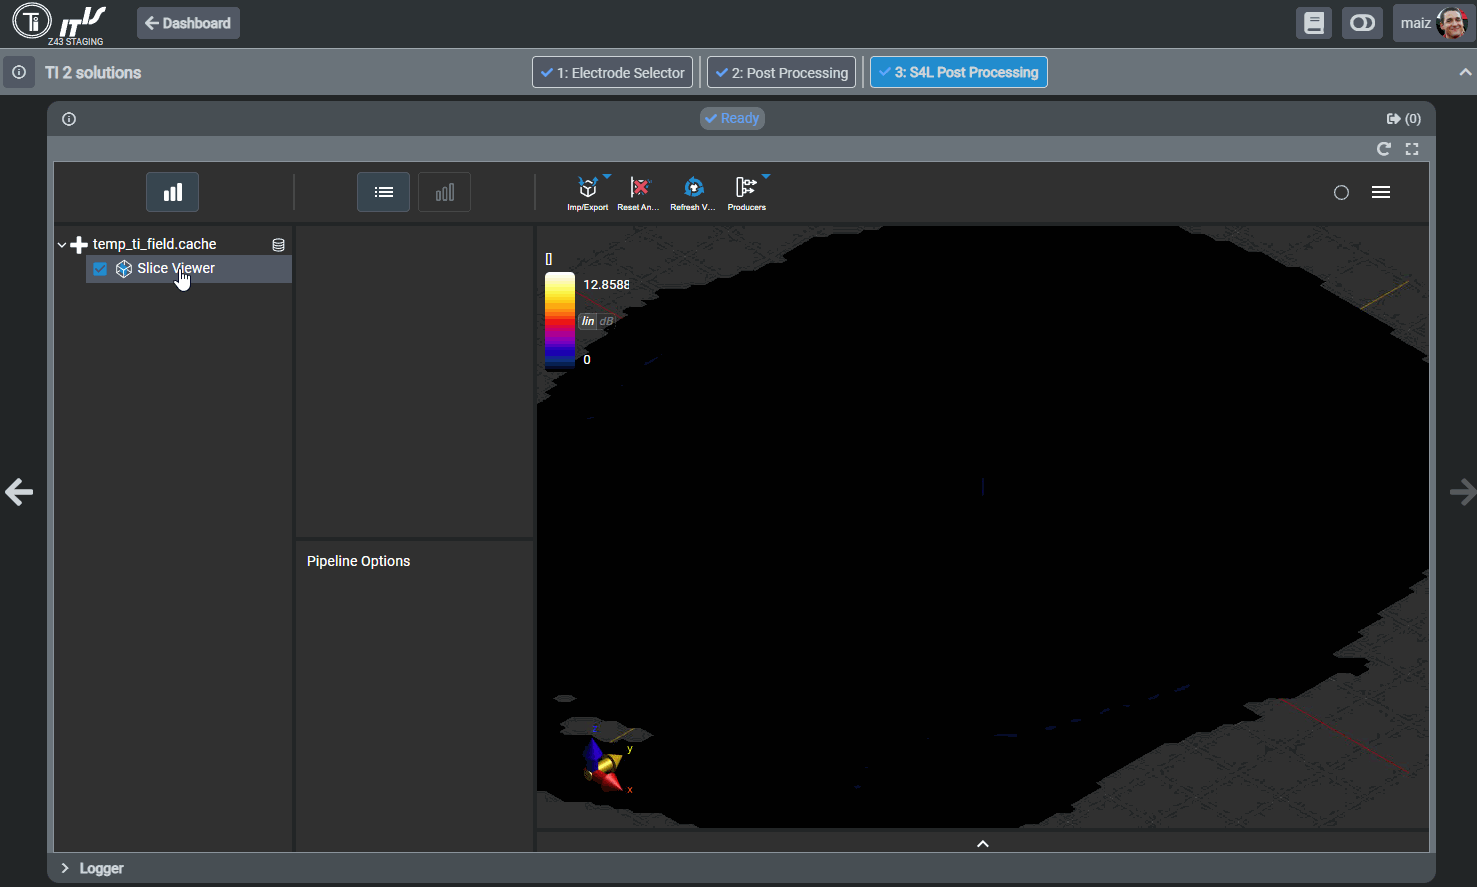 Ti IT'IS
Z43 STAGING
Dashboard
maiz
TI 2 solutions
1: Electrode Selector
2: Post Processing
3: S4L Post Processing
Ready
(0)
Imp/Export
Reset An...
Refresh V...
Producers
temp_ti_field.cache
Slice Viewer
[]
12.8588
lin dB
0
Pipeline Options
z
y
x
Logger